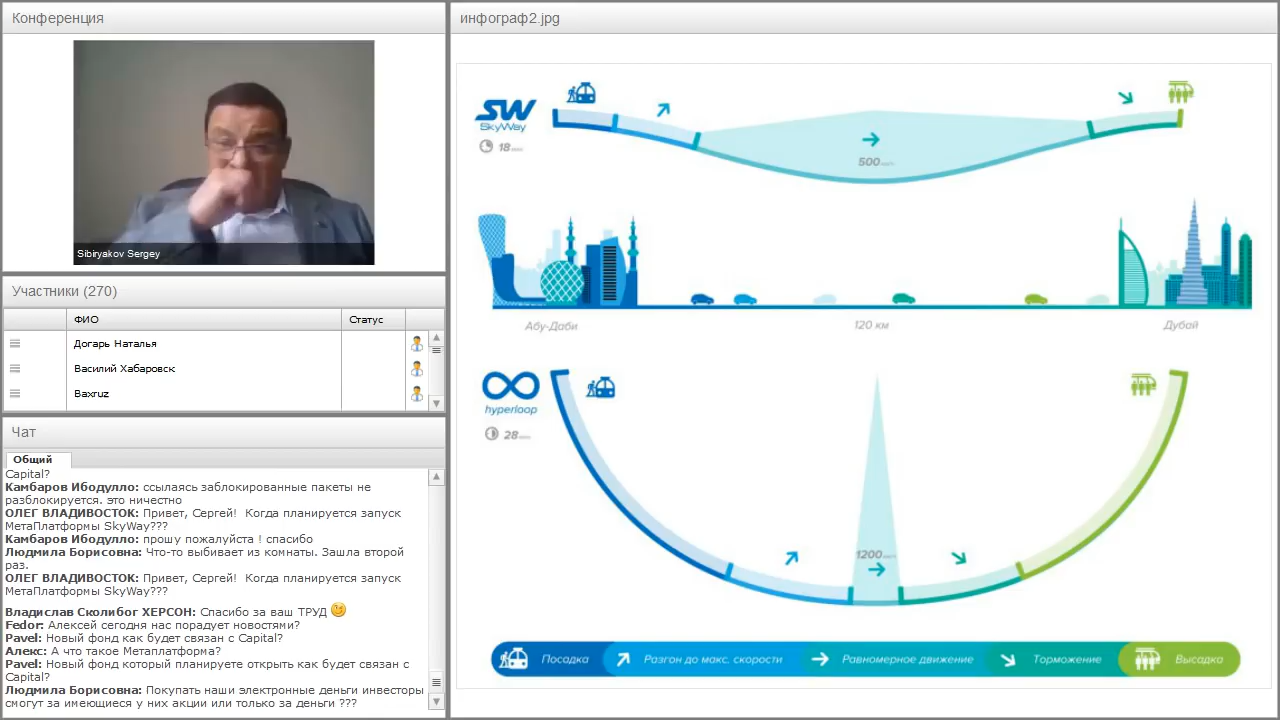 Конференция
Sibiryakov Sergey
Участники (270)
ФИО
Статус
Догарь Наталья
Василий Хабаровск
Baxruz
Чат
Общий
Capital?
Камбаров Ибодулло: ссылаясь заблокированные пакеты не
разблокируется. это ничестно
ОЛЕГ ВЛАДИВОСТОК: Привет, Сергей! Когда планируется запуск
МетаПлатформы SkyWay???
Камбаров Ибодулло: прошу пожалуйста ! спасибо
Людмила Борисовна: Что-то выбивает из комнаты. Зашла второй
раз.
ОЛЕГ ВЛАДИВОСТОК: Привет, Сергей! Когда планируется запуск
МетаПлатформы SkyWay???
Владислав Сколибог ХЕРСОН: Спасибо за ваш ТРУД
Fedor: Алексей сегодня нас порадует новостями?
Pavel: Новый фонд как будет связан с Capital?
Алекс: А что такое Метаплатформа?
Pavel: Новый фонд который планируете открыть как будет связан с
Capital?
Людмила Борисовна: Покупать наши электронные деньги инвесторы
смогут за имеющиеся у них акции или только за деньги ???
инфограф2.jpg
SW
SkyWay
18
500
Абу-Даби
120 км
Дубай
hyperloop
28
1200
Посадка
Разгон до макс. скорости
Равномерное движение
Торможение
Высадка